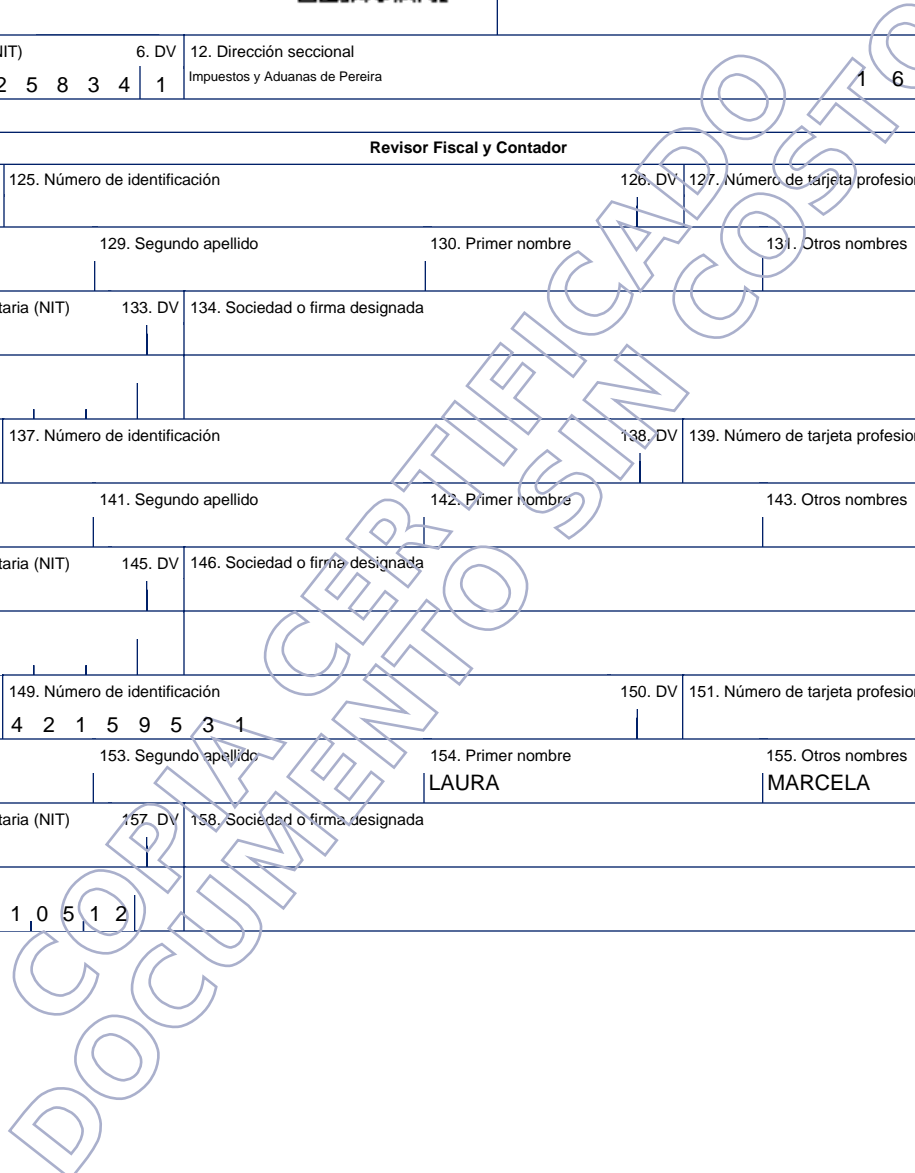 NIT) 6. DV 12. Dirección seccional
2 5 8 3 4 1 Impuestos y Aduanas de Pereira 1 6
Revisor Fiscal y Contador
125. Número de identificación 126. DV 127. Número de tarjeta profesion
129. Segundo apellido 130. Primer nombre 131. Otros nombres
taria (NIT) 133. DV 134. Sociedad o firma designada
137. Número de identificación 138. DV 139. Número de tarjeta profesion
141. Segundo apellido 142. Primer nombre 143. Otros nombres
taria (NIT) 145. DV 146. Sociedad o firma designada
149. Número de identificación 150. DV 151. Número de tarjeta profesion
4 2 1 5 9 5 3 1
153. Segundo apellido 154. Primer nombre 155. Otros nombres
LAURA MARCELA
taria (NIT) 157. DV 158. Sociedad o firma designada
1 0 5 1 2
COPIA CERTIFICADO
DOCUMENTO SIN COSTO